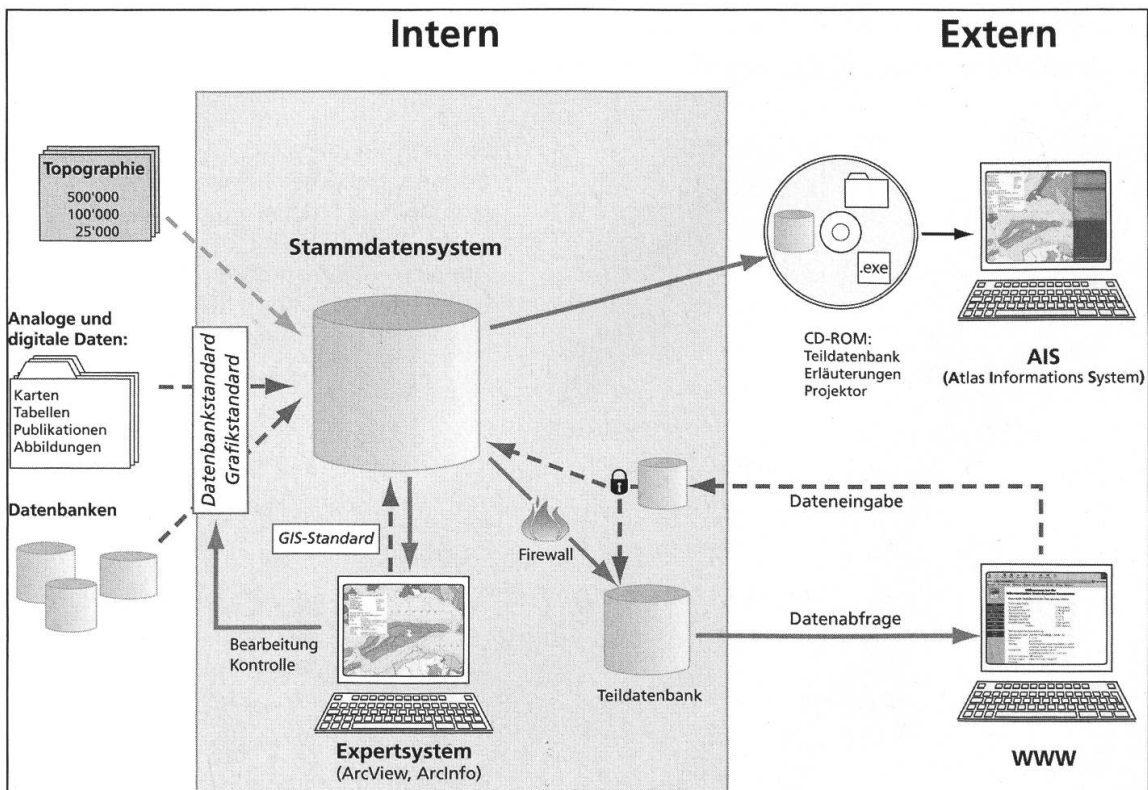 Intern
Extern
Topographie
500'000
100'000
25'000
Stammdatensystem
.exe
CD-ROM:
Teildatenbank
Erläuterungen
Projektor
AIS
(Atlas Informations System)
Analoge und
digitale Daten:
Karten
Tabellen
Publikationen
Abbildungen
Datenbankstandard
Grafikstandard
Datenbanken
GIS-Standard
Firewall
Dateneingabe
Bearbeitung
Kontrolle
Datenabfrage
Teildatenbank
Expertsystem
(ArcView, ArcInfo)
WWW